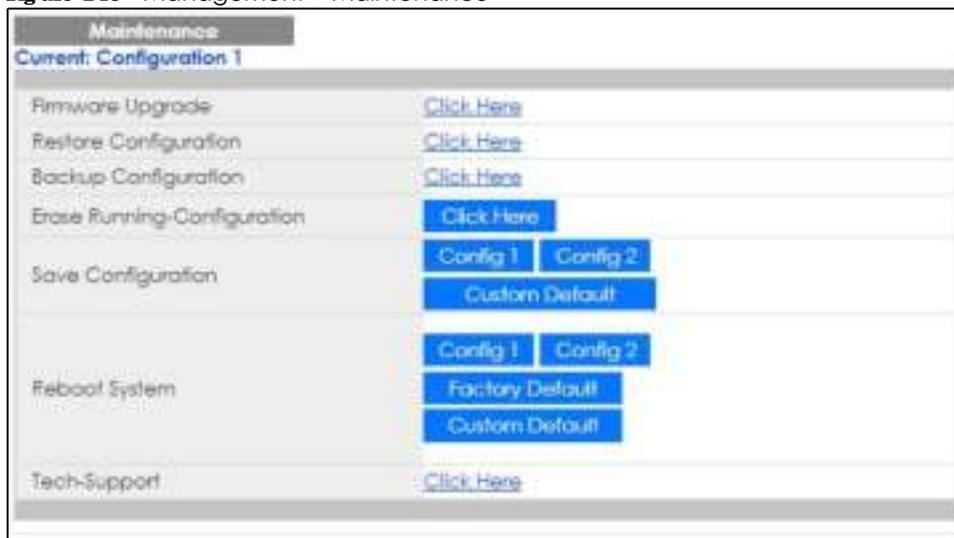 Management Maintenance
Maintenance
Current: Configuration 1
Firmware Upgrade Click Here
Restore Configuration Click Here
Backup Configuration Click Here
Erase Running-Configuration Click Here
Save Configuration Config 1 Config 2
Custom Default
Reboot System Config 1 Config 2
Factory Default
Custom Default
Tech-Support Click Here